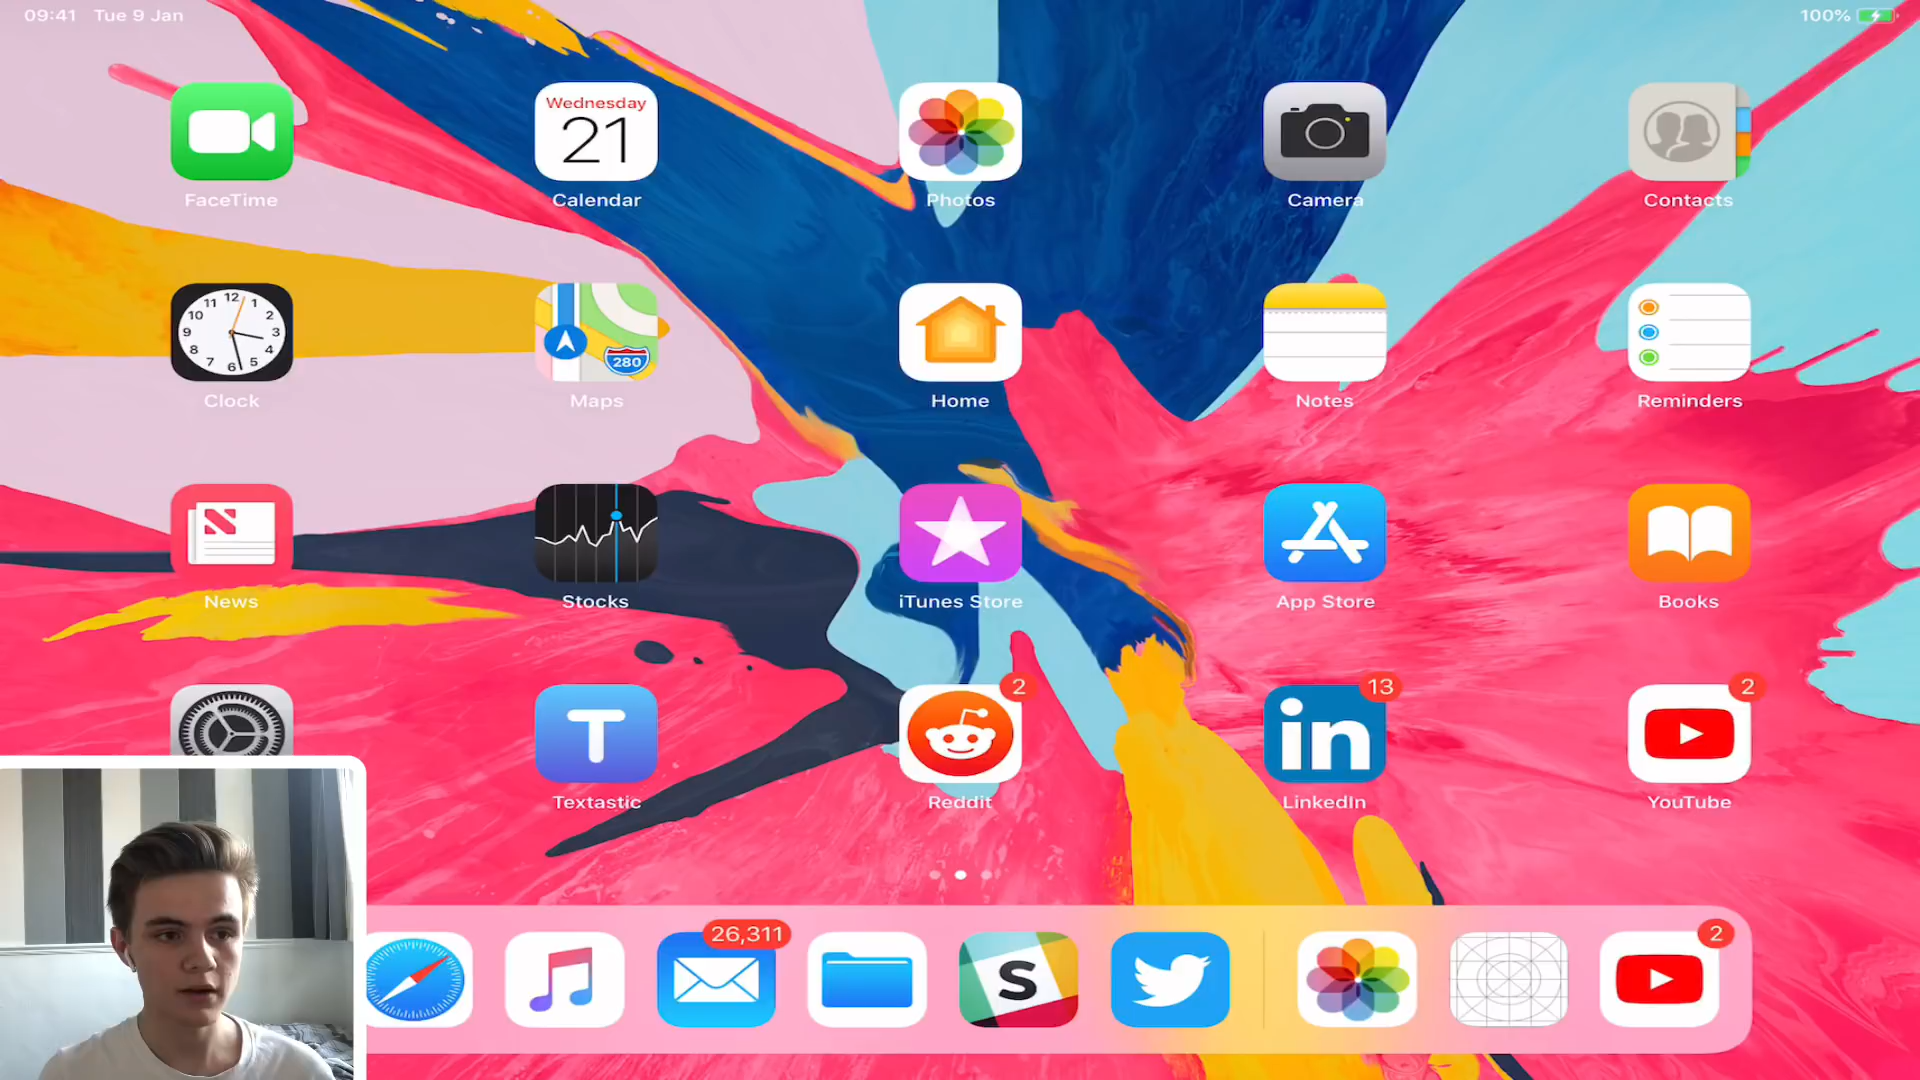 09:41 Tue 9 Jan
100%
Wednesday
21
FaceTime
Calendar
Photos
Camera
Contacts
12
11 1
10 2
9 3
8 4
7 5
6
280
Clock
Maps
Home
Notes
Reminders
News
Stocks
iTunes Store
App Store
Books
T
2
in
13
2
Textastic
Reddit
LinkedIn
YouTube
26,311
S
2